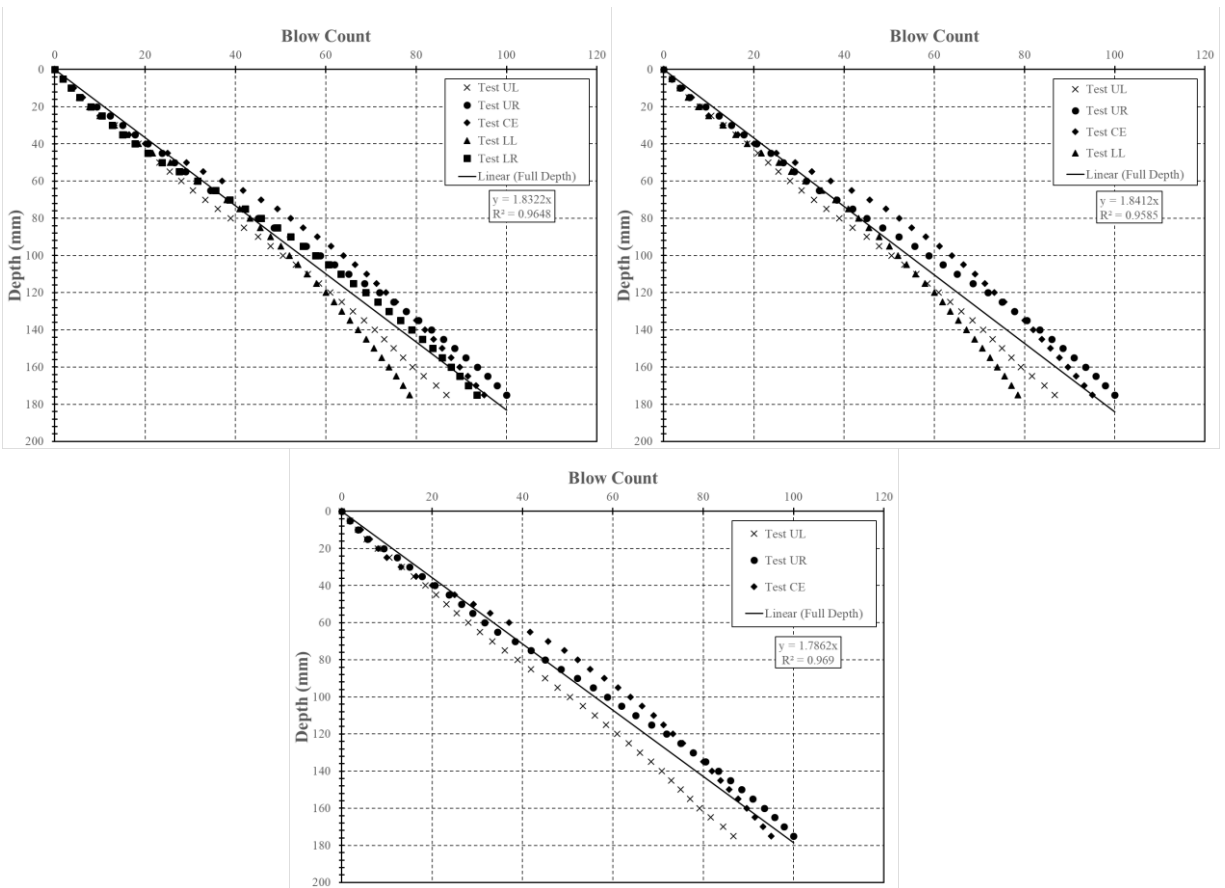 Blow Count
0 20 40 60 80 100 120
0
20
40
60
80
100
120
140
160
180
200
Depth (mm)
Test UL
Test UR
Test CE
Test LL
Test LR
Linear (Full Depth)
y = 1.8322x
R² = 0.9648
Blow Count
0 20 40 60 80 100 120
0
20
40
60
80
100
120
140
160
180
200
Depth (mm)
Test UL
Test UR
Test CE
Test LL
Linear (Full Depth)
y = 1.8412x
R² = 0.9585
Blow Count
0 20 40 60 80 100 120
0
20
40
60
80
100
120
140
160
180
200
Depth (mm)
Test UL
Test UR
Test CE
Linear (Full Depth)
y = 1.7862x
R² = 0.969